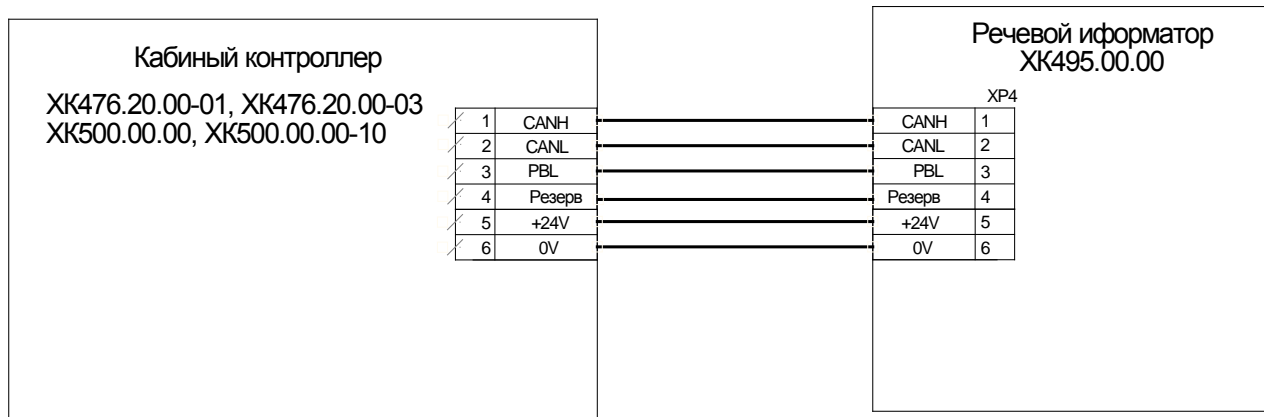 Кабиный контроллер
ХК476.20.00-01, ХК476.20.00-03
ХК500.00.00, ХК500.00.00-10
1 CANH
2 CANL
3 PBL
4 Резерв
5 +24V
6 0V
Речевой иформатор
ХК495.00.00
XP4
CANH 1
CANL 2
PBL 3
Резерв 4
+24V 5
0V 6